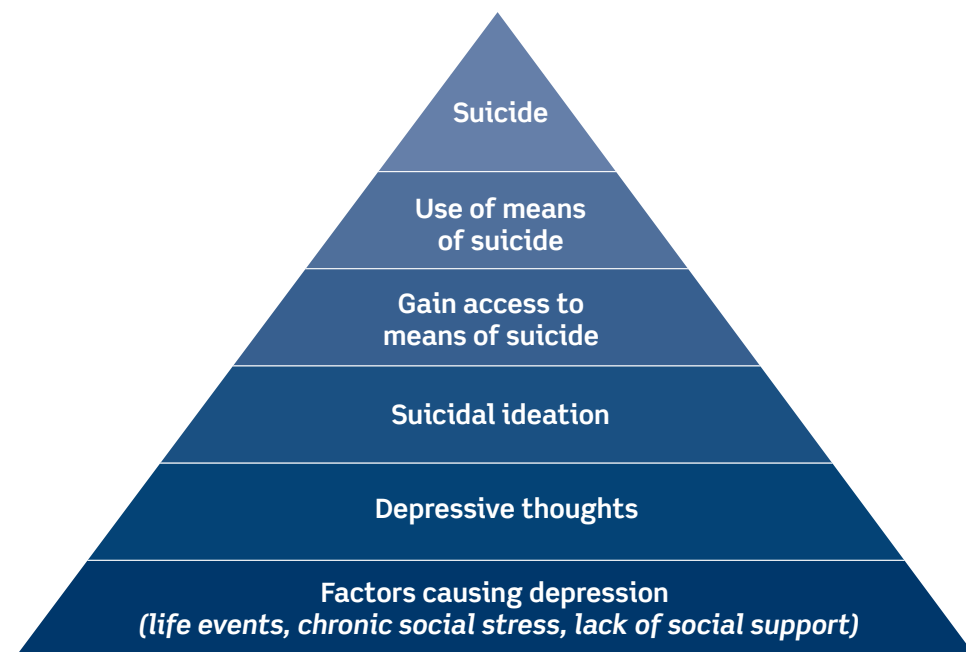 Suicide
Use of means
of suicide
Gain access to
means of suicide
Suicidal ideation
Depressive thoughts
Factors causing depression
(life events, chronic social stress, lack of social support)